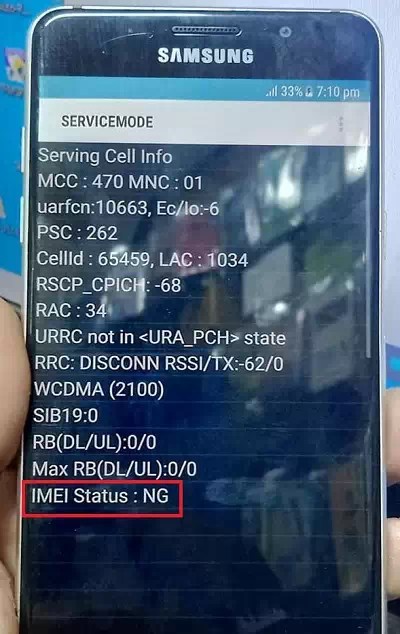 SAMSUNG
33% 7:10 pm
SERVICEMODE
Serving Cell Info
MCC : 470 MNC : 01
uarfcn:10663, Ec/Io:-6
PSC : 262
CellId : 65459, LAC : 1034
RSCP_CPICH: -68
RAC : 34
URRC not in <URA_PCH> state
RRC: DISCONN RSSI/TX:-62/0
WCDMA (2100)
SIB19:0
RB(DL/UL):0/0
Max RB(DL/UL):0/0
IMEI Status : NG